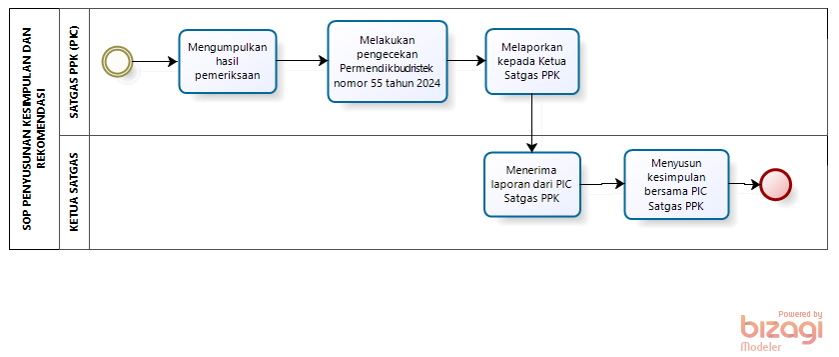 SOP PENYUSUNAN KESIMPULAN DAN
REKOMENDASI
SATGAS PPK (PIC)
Mengumpulkan
hasil
pemeriksaan
Melakukan
pengecekan
Permendikbudristek
nomor 55 tahun 2024
Melaporkan
kepada Ketua
Satgas PPK
KETUA SATGAS
Menerima
laporan dari PIC
Satgas PPK
Menyusun
kesimpulan
bersama PIC
Satgas PPK
Powered by
bizagi
Modeler